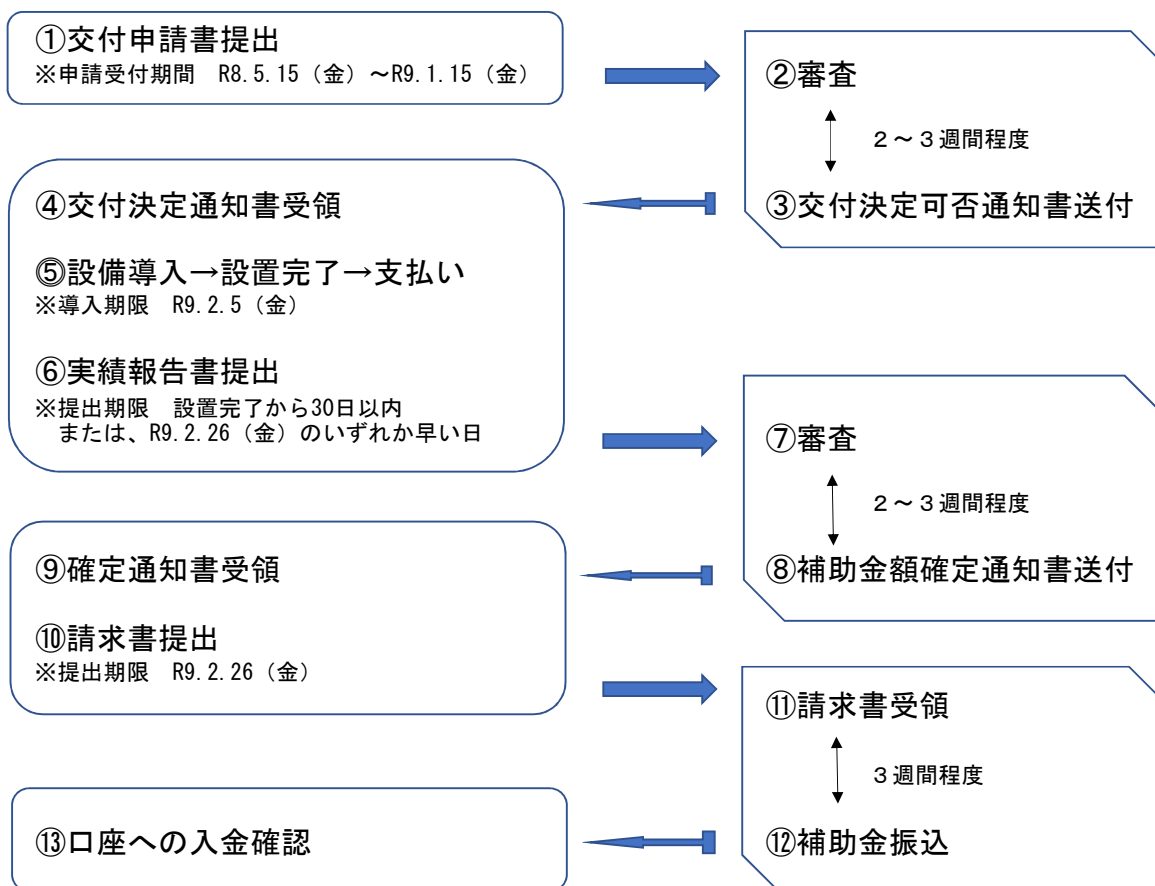 ①交付申請書提出
※申請受付期間　R8.5.15（金）～R9.1.15（金）
②審査
２～３週間程度
③交付決定可否通知書送付
④交付決定通知書受領
⑤設備導入→設置完了→支払い
※導入期限　R9.2.5（金）
⑥実績報告書提出
※提出期限　設置完了から30日以内
または、R9.2.26（金）のいずれか早い日
⑦審査
２～３週間程度
⑧補助金額確定通知書送付
⑨確定通知書受領
⑩請求書提出
※提出期限　R9.2.26（金）
⑪請求書受領
３週間程度
⑫補助金振込
⑬口座への入金確認